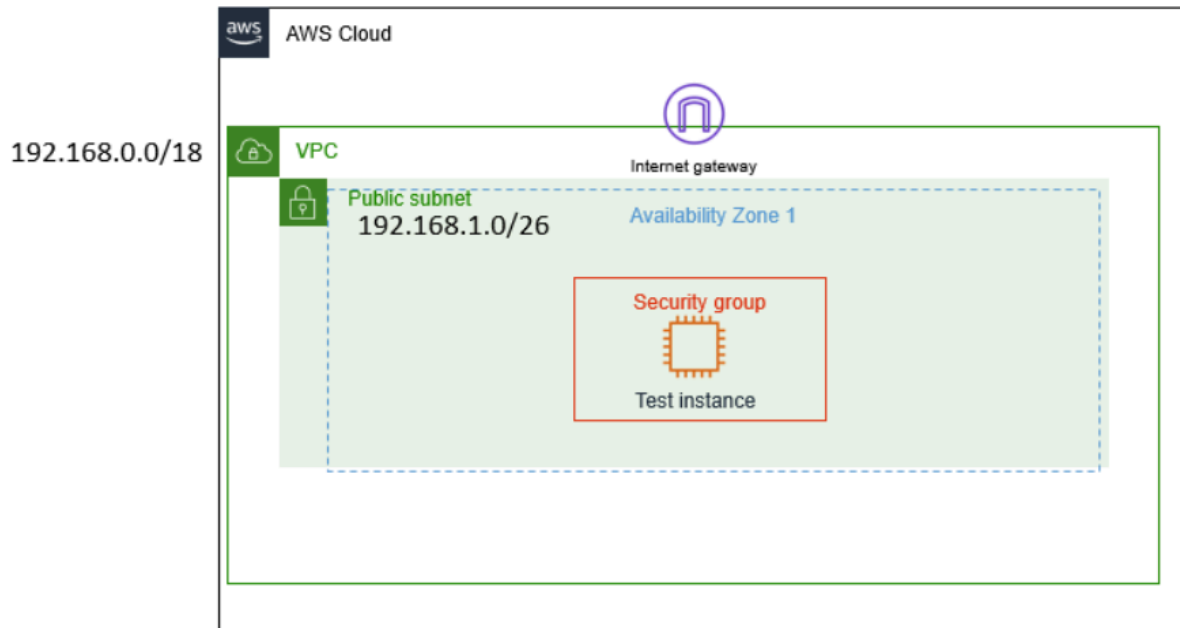 aws
AWS Cloud
192.168.0.0/18
VPC
Internet gateway
Public subnet
192.168.1.0/26
Availability Zone 1
Security group
Test instance